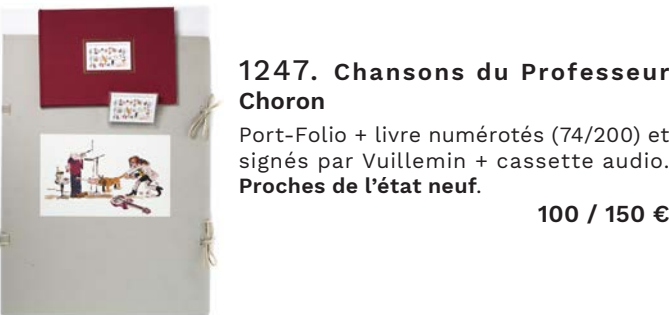 1247. Chansons du Professeur
Choron
Port-Folio + livre numérotés (74/200) et
signés par Vuillemin + cassette audio.
Proches de l’état neuf.
100 / 150 €